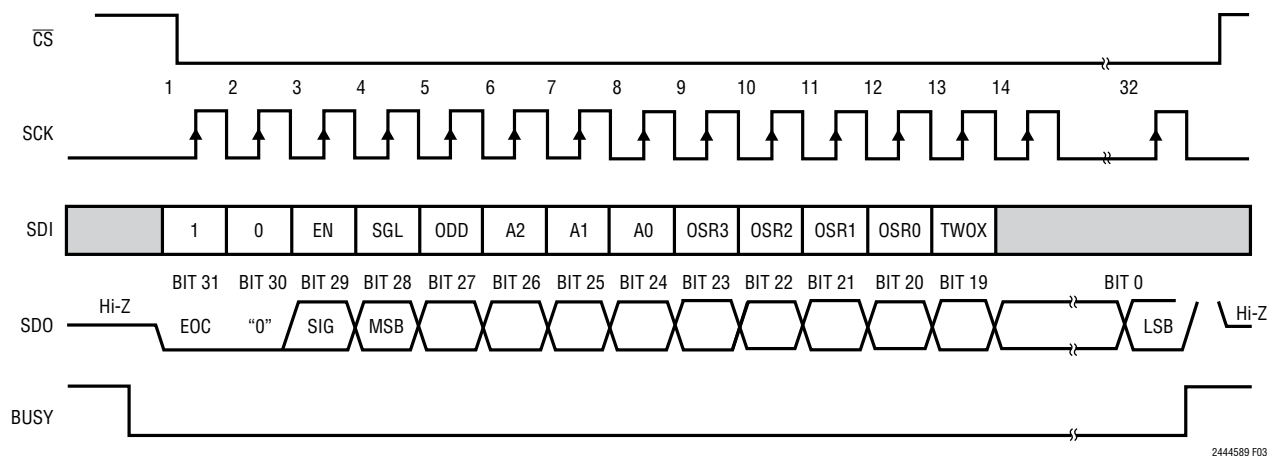 CS
1 2 3 4 5 6 7 8 9 10 11 12 13 14 32
SCK
SDI 1 0 EN SGL ODD A2 A1 A0 OSR3 OSR2 OSR1 OSR0 TWOX
BIT 31 BIT 30 BIT 29 BIT 28 BIT 27 BIT 26 BIT 25 BIT 24 BIT 23 BIT 22 BIT 21 BIT 20 BIT 19 BIT 0
Hi-Z Hi-Z
SDO EOC “0” SIG MSB LSB
BUSY
2444589 F03